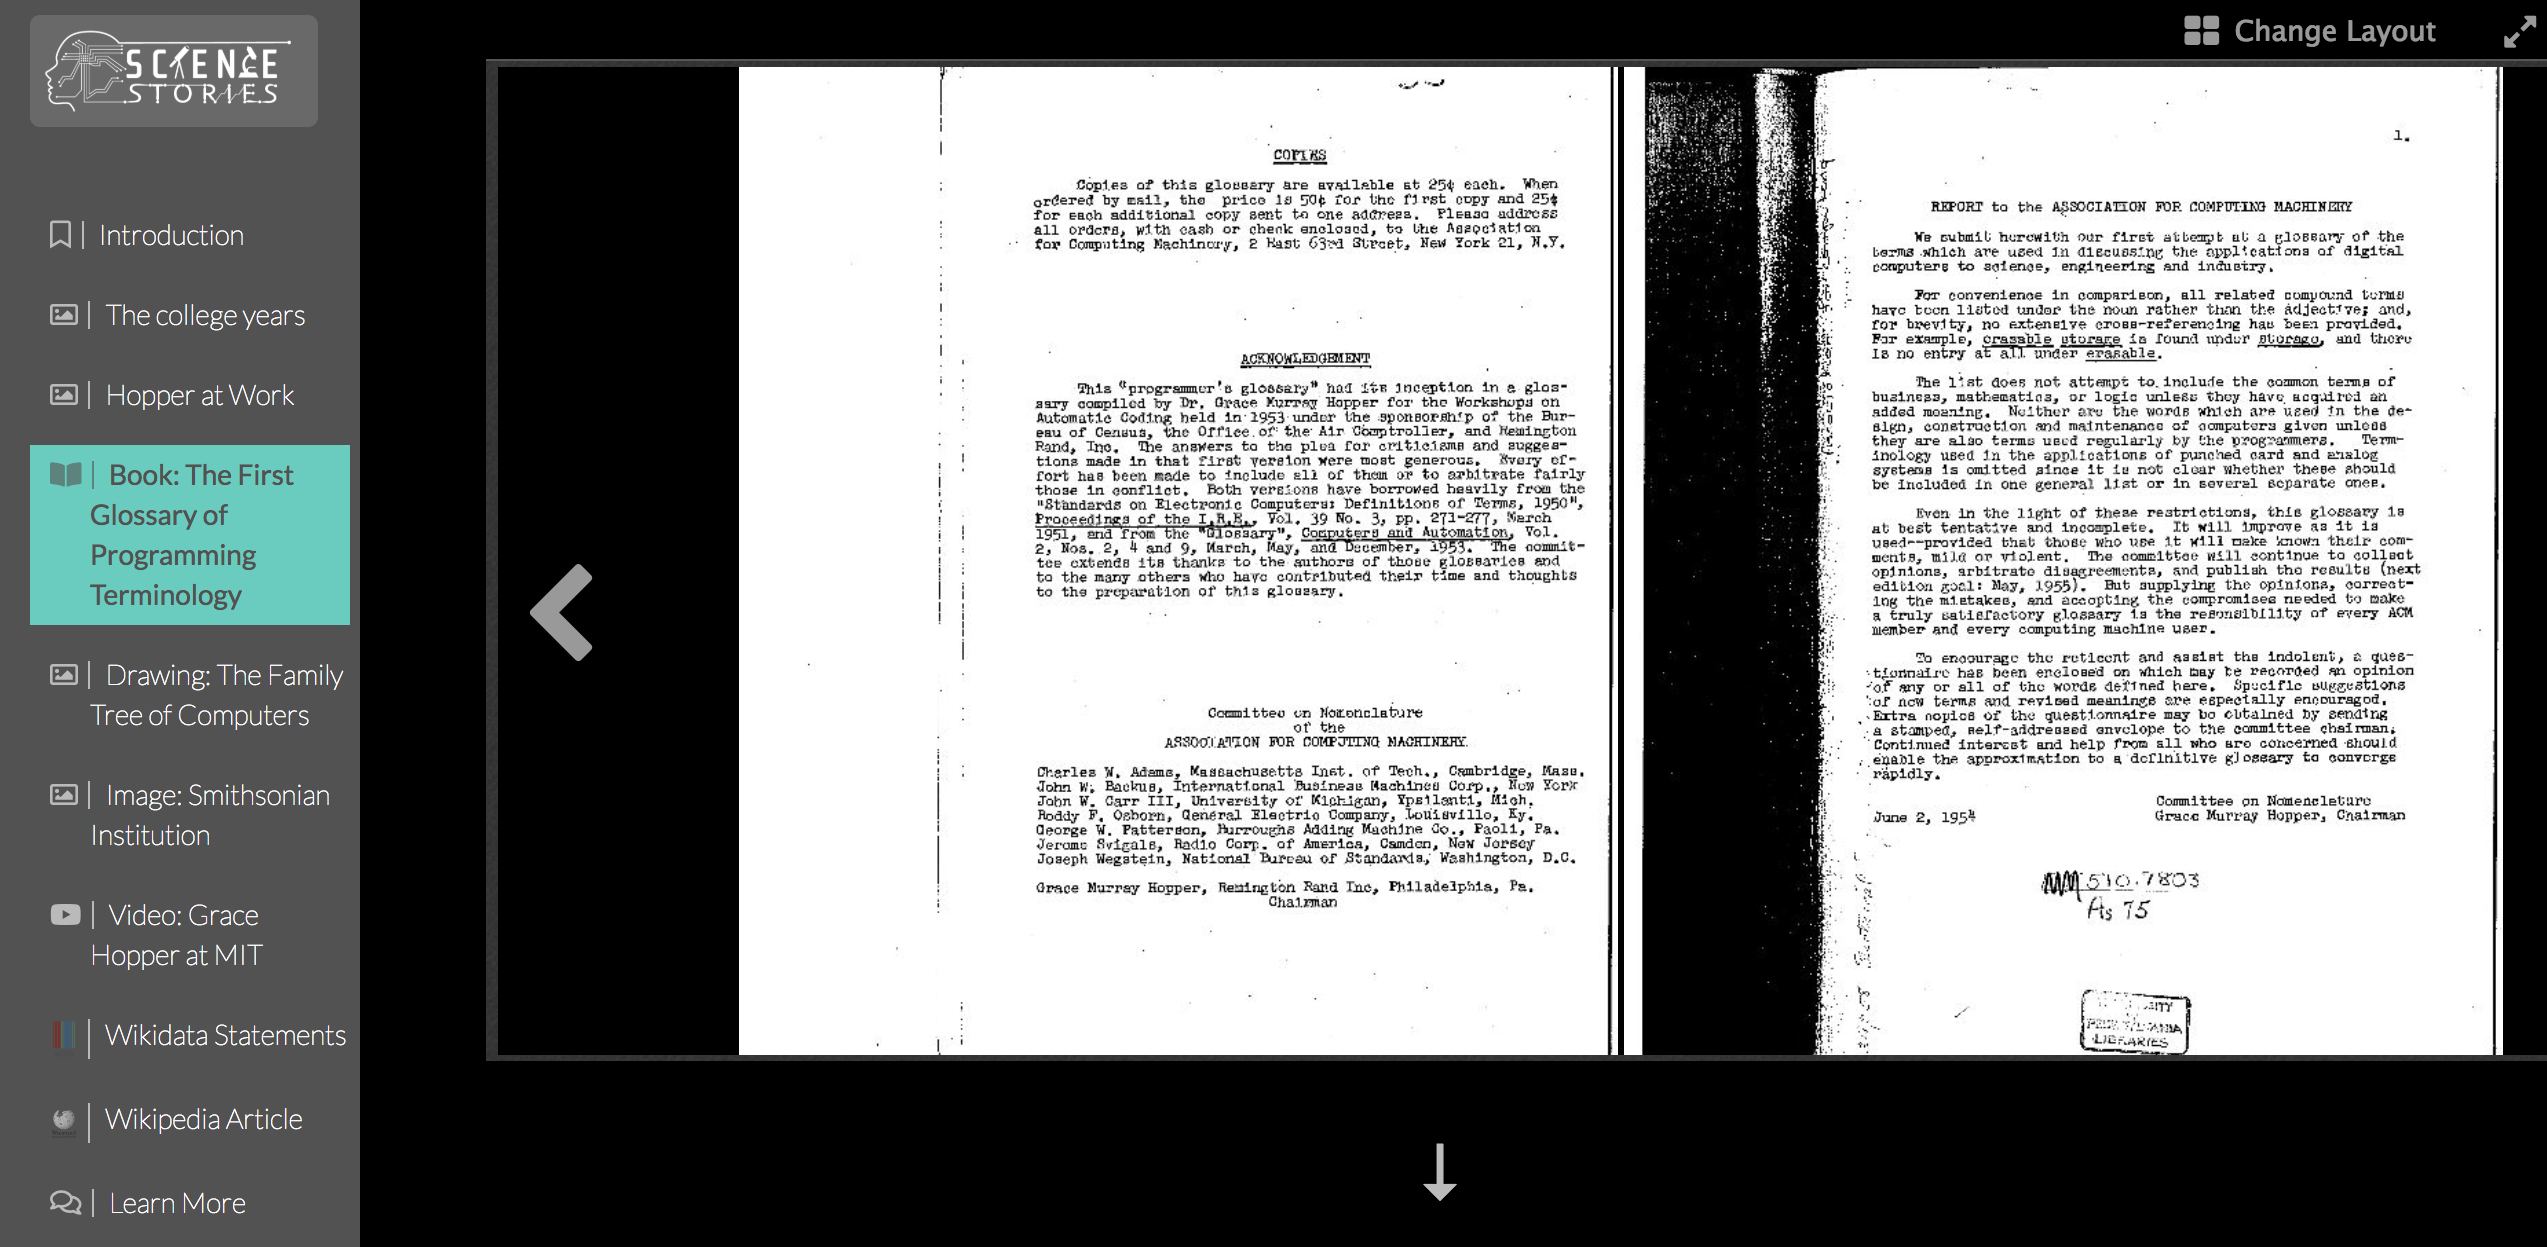 SCIENCE
STORIES
Introduction
The college years
Hopper at Work
Book: The First
Glossary of
Programming
Terminology
Drawing: The Family
Tree of Computers
Image: Smithsonian
Institution
Video: Grace
Hopper at MIT
Wikidata Statements
Wikipedia Article
Learn More
Change Layout
COPIES
Copies of this glossary are available at 25¢ each. When
ordered by mail, the price is 50¢ for the first copy and 25¢
for each additional copy sent to one address. Please address
all orders, with cash or check enclosed, to the Association
for Computing Machinery, 2 East 63rd Street, New York 21, N.Y.
ACKNOWLEDGEMENT
This "programmer's glossary" had its inception in a glos-
sary compiled by Dr. Grace Murray Hopper for the Workshops on
Automatic Coding held in 1953 under the sponsorship of the Bur-
eau of Census, the Office of the Air Comptroller, and Remington
Rand, Inc. The answers to the plea for criticisms and sugges-
tions made in that first version were most generous. Every ef-
fort has been made to include all of them or to arbitrate fairly
those in conflict. Both versions have borrowed heavily from the
"Standards on Electronic Computers: Definitions of Terms, 1950",
Proceedings of the I.R.E., Vol. 39 No. 3, pp. 271-277, March
1951, and from the "Glossary", Computers and Automation, Vol.
2, Nos. 2, 4 and 9, March, May, and December, 1953. The commit-
tee extends its thanks to the authors of those glossaries and
to the many others who have contributed their time and thoughts
to the preparation of this glossary.
Committee on Nomenclature
of the
ASSOCIATION FOR COMPUTING MACHINERY
Charles W. Adams, Massachusetts Inst. of Tech., Cambridge, Mass.
John W. Backus, International Business Machines Corp., New York
John W. Carr III, University of Michigan, Ypsilanti, Mich.
Roddy F. Osborn, General Electric Company, Louisville, Ky.
George W. Patterson, Burroughs Adding Machine Co., Paoli, Pa.
Jerome Svigals, Radio Corp. of America, Camden, New Jersey
Joseph Wegstein, National Bureau of Standards, Washington, D.C.
Grace Murray Hopper, Remington Rand Inc, Philadelphia, Pa.
Chairman
1.
REPORT to the ASSOCIATION FOR COMPUTING MACHINERY
We submit herewith our first attempt at a glossary of the
terms which are used in discussing the applications of digital
computers to science, engineering and industry.
For convenience in comparison, all related compound terms
have been listed under the noun rather than the adjective; and,
for brevity, no extensive cross-referencing has been provided.
For example, erasable storage is found under storage, and there
is no entry at all under erasable.
The list does not attempt to include the common terms of
business, mathematics, or logic unless they have acquired an
added meaning. Neither are the words which are used in the de-
sign, construction and maintenance of computers given unless
they are also terms used regularly by the programmers. Term-
inology used in the applications of punched card and analog
systems is omitted since it is not clear whether these should
be included in one general list or in several separate ones.
Even in the light of these restrictions, this glossary is
at best tentative and incomplete. It will improve as it is
used--provided that those who use it will make known their com-
ments, mild or violent. The committee will continue to collect
opinions, arbitrate disagreements, and publish the results (next
edition goal: May, 1955). But supplying the opinions, correct-
ing the mistakes, and accepting the compromises needed to make
a truly satisfactory glossary is the resonsibility of every ACM
member and every computing machine user.
To encourage the reticent and assist the indolent, a ques-
tionnaire has been enclosed on which may be recorded an opinion
of any or all of the words defined here. Specific suggestions
of new terms and revised meanings are especially encouraged.
Extra copies of the questionnaire may be obtained by sending
a stamped, self-addressed envelope to the committee chairman.
Continued interest and help from all who are concerned should
enable the approximation to a definitive glossary to converge
rapidly.
Committee on Nomenclature
June 2, 1954 Grace Murray Hopper, Chairman
510.7803
As 75
LIBRARIES